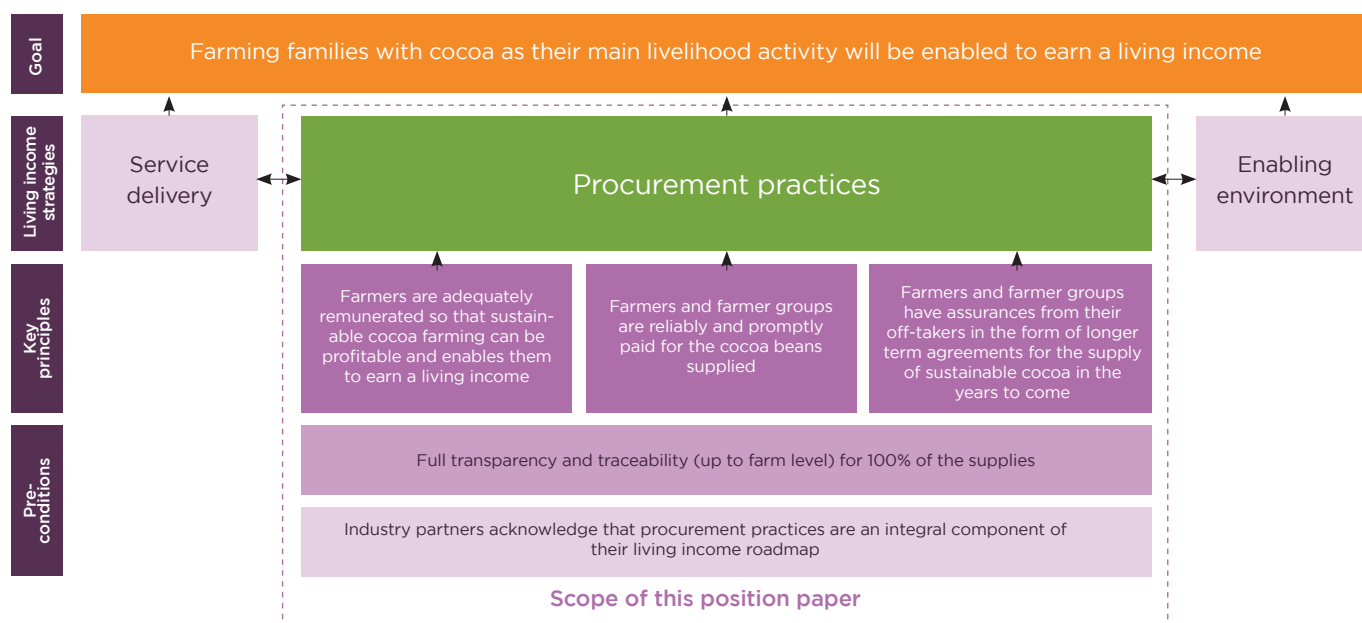 Goal
Farming families with cocoa as their main livelihood activity will be enabled to earn a living income
Living income
strategies
Service
delivery
Procurement practices
Enabling
environment
Key
principles
Farmers are adequately
remunerated so that sustain-
able cocoa farming can be
profitable and enables them
to earn a living income
Farmers and farmer groups
are reliably and promptly
paid for the cocoa beans
supplied
Farmers and farmer groups
have assurances from their
off-takers in the form of longer
term agreements for the supply
of sustainable cocoa in the
years to come
Pre-
conditions
Full transparency and traceability (up to farm level) for 100% of the supplies
Industry partners acknowledge that procurement practices are an integral component of
their living income roadmap
Scope of this position paper